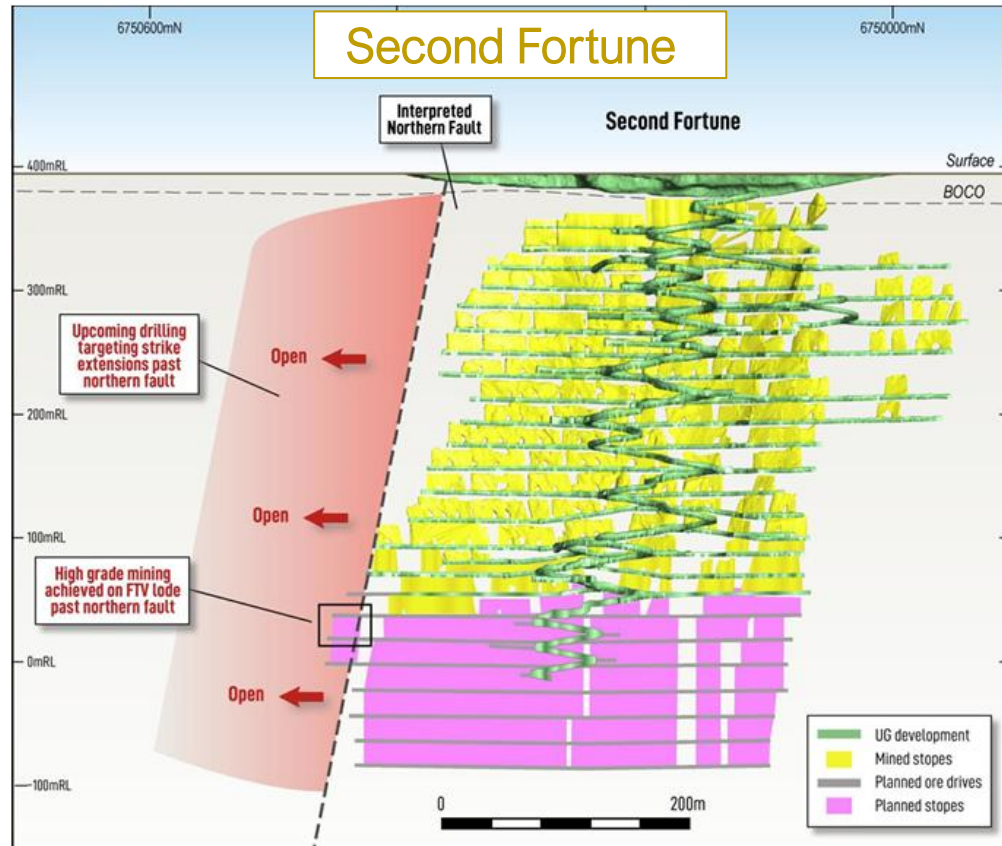 6750600mN
6750000mN
Second Fortune
Interpreted
Northern Fault
Second Fortune
Surface
400mRL
BOCO
300mRL
Upcoming drilling
targeting strike
extensions past
northern fault
Open
200mRL
Open
100mRL
High grade mining
achieved on FTV lode
past northern fault
0mRL
Open
-100mRL
0
200m
UG development
Mined stopes
Planned ore drives
Planned stopes